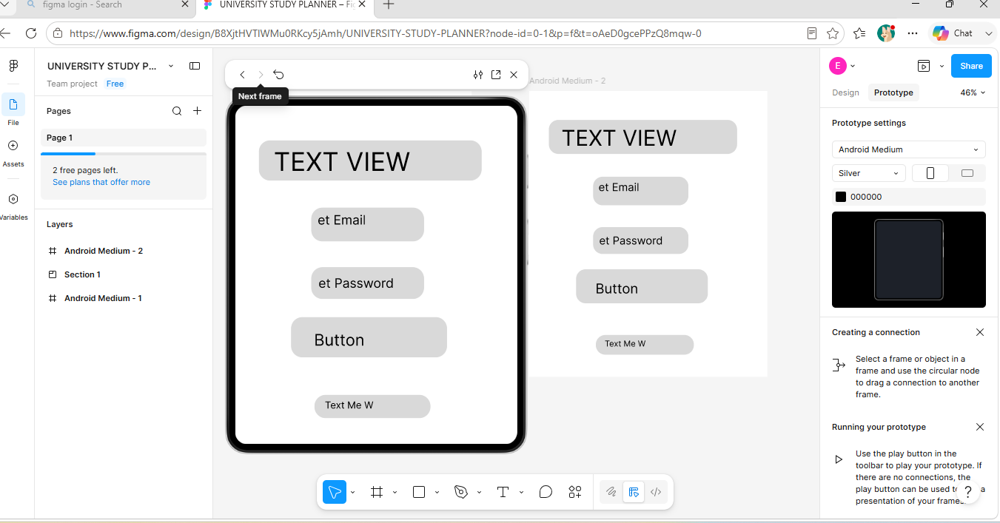 figma login - Search
UNIVERSITY STUDY PLANNER – Fi
https://www.figma.com/design/B8XjtHVTlWMu0RKcy5jAmh/UNIVERSITY-STUDY-PLANNER?node-id=0-1&p=f&t=oAeD0gcePPzQ8mqw-0
Chat
File
Assets
Variables
UNIVERSITY STUDY P...
Team project Free
Pages
Page 1
2 free pages left.
See plans that offer more
Layers
Android Medium - 2
Section 1
Android Medium - 1
Next frame
TEXT VIEW
et Email
et Password
Button
Text Me W
Android Medium - 2
TEXT VIEW
et Email
et Password
Button
Text Me W
E
Share
Design Prototype 46%
Prototype settings
Android Medium
Silver
000000
Creating a connection
Select a frame or object in a
frame and use the circular node
to drag a connection to another
frame.
Running your prototype
Use the play button in the
toolbar to play your prototype. If
there are no connections, the
play button can be used a
presentation of your frames.
?